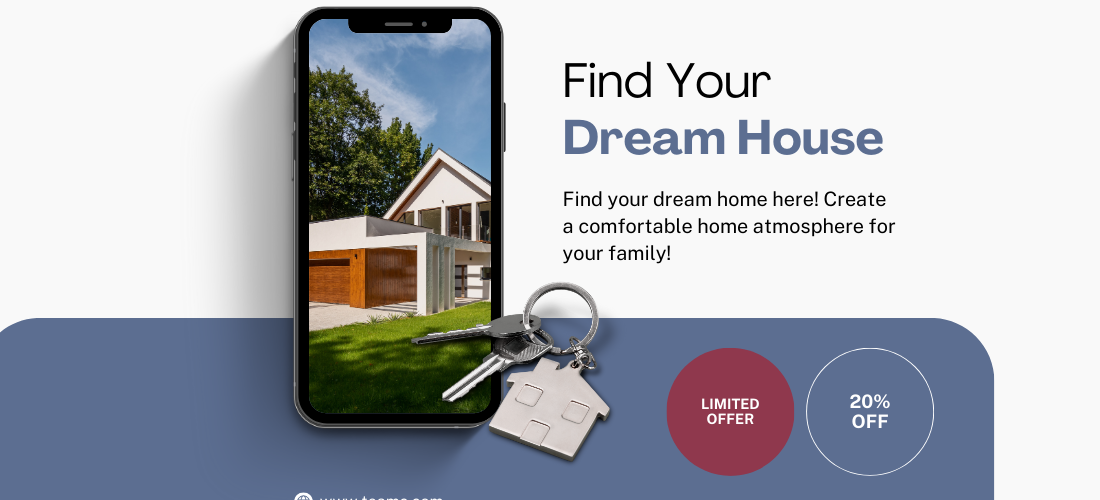 Find Your
Dream House
Find your dream home here! Create
a comfortable home atmosphere for
your family!
LIMITED
OFFER
20%
OFF